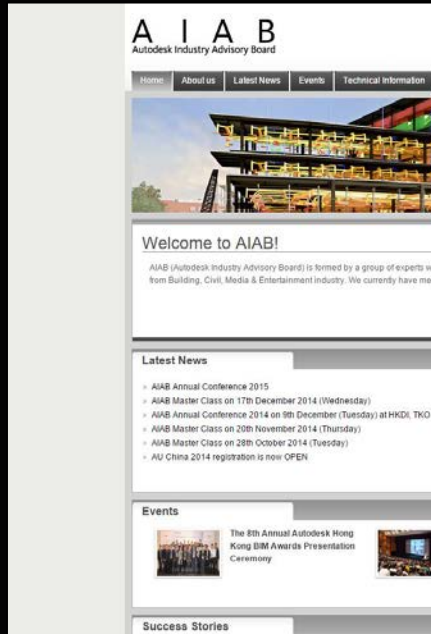 A I A B
Autodesk Industry Advisory Board
Home About us Latest News Events Technical Information
Welcome to AIAB!
AIAB (Autodesk Industry Advisory Board) is formed by a group of experts
from Building, Civil, Media & Entertainment industry. We currently have
Latest News
» AIAB Annual Conference 2015
» AIAB Master Class on 17th December 2014 (Wednesday)
» AIAB Annual Conference 2014 on 9th December (Tuesday) at HKDI, TKO
» AIAB Master Class on 20th November 2014 (Thursday)
» AIAB Master Class on 28th October 2014 (Tuesday)
» AU China 2014 registration is now OPEN
Events
The 8th Annual Autodesk Hong
Kong BIM Awards Presentation
Ceremony
Success Stories